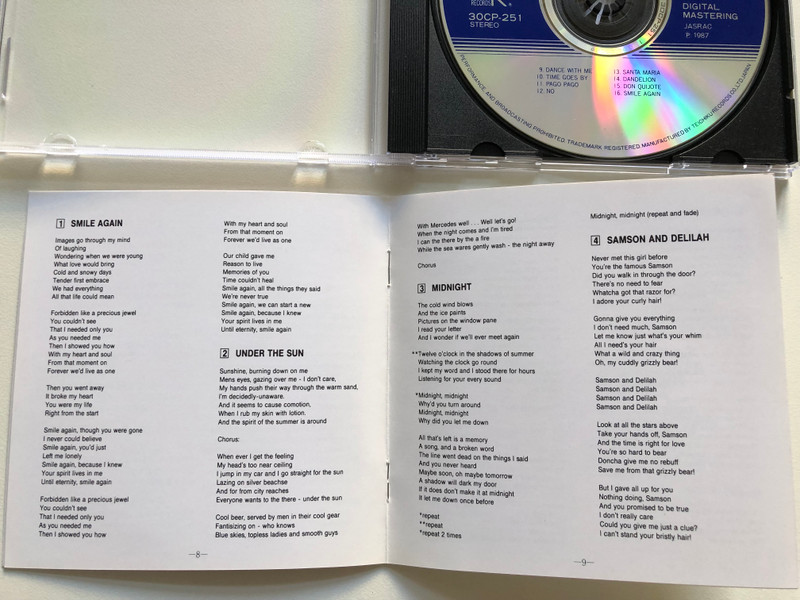 RECORDS
30CP-251
STEREO
DIGITAL
MASTERING
JASRAC
P. 1987
9. DANCE WITH ME
10. TIME GOES BY
11. PAGO PAGO
12. NO
13. SANTA MARIA
14. DANDELION
15. DON QUIJOTE
16. SMILE AGAIN
PERFORMANCE, AND BROADCASTING PROHIBITED. TRADEMARK REGISTERED. MANUFACTURED BY TEICHIKU RECORDS CO., LTD. JAPAN
1 SMILE AGAIN
Images go through my mind
Of laughing
Wondering when we were young
What love would bring
Cold and snowy days
Tender first embrace
We had everything
All that life could mean
Forbidden like a precious jewel
You couldn't see
That I needed only you
As you needed me
Then I showed you how
With my heart and soul
From that moment on
Forever we'd live as one
Then you went away
It broke my heart
You were my life
Right from the start
Smile again, though you were gone
I never could believe
Smile again, you'd just
Left me lonely
Smile again, because I knew
Your spirit lives in me
Until eternity, smile again
Forbidden like a precious jewel
You couldn't see
That I needed only you
As you needed me
Then I showed you how
With my heart and soul
From that moment on
Forever we'd live as one
Our child gave me
Reason to live
Memories of you
Time couldn't heal
Smile again, all the things they said
We're never true
Smile again, we can start a new
Smile again, because I knew
Your spirit lives in me
Until eternity, smile again
2 UNDER THE SUN
Sunshine, burning down on me
Mens eyes, gazing over me - I don't care,
My hands push their way through the warm sand,
I'm decidedly-unaware.
And it seems to cause comotion,
When I rub my skin with lotion.
And the spirit of the summer is around
Chorus:
When ever I get the feeling
My head's too near ceiling
I jump in my car and I go straight for the sun
Lazing on silver beachse
And for from city reaches
Everyone wants to the there - under the sun
Cool beer, served by men in their cool gear
Fantisizing on - who knows
Blue skies, topless ladies and smooth guys
—8—
With Mercedes well . . . Well let's go!
When the night comes and I'm tired
I can the there by the a fire
While the sea wares gently wash - the night away
Chorus
3 MIDNIGHT
The cold wind blows
And the ice paints
Pictures on the window pane
I read your letter
And I wonder if we'll ever meet again
**Twelve o'clock in the shadows of summer
Watching the clock go round
I kept my word and I stood there for hours
Listening for your every sound
*Midnight, midnight
Why'd you turn around
Midnight, midnight
Why did you let me down
All that's left is a memory
A song, and a broken word
The line went dead on the things I said
And you never heard
Maybe soon, oh maybe tomorrow
A shadow will dark my door
If it does don't make it at midnight
It let me down once before
*repeat
**repeat
*repeat 2 times
Midnight, midnight (repeat and fade)
4 SAMSON AND DELILAH
Never met this girl before
You're the famous Samson
Did you walk in through the door?
There's no need to fear
Whatcha got that razor for?
I adore your curly hair!
Gonna give you everything
I don't need much, Samson
Let me know just what's your whim
All I need's your hair
What a wild and crazy thing
Oh, my cuddly grizzly bear!
Samson and Delilah
Samson and Delilah
Samson and Delilah
Samson and Delilah
Look at all the stars above
Take your hands off, Samson
And the time is right for love
You're so hard to bear
Doncha give me no rebuff
Save me from that grizzly bear!
But I gave all up for you
Nothing doing, Samson
And you promised to be true
I don't really care
Could you give me just a clue?
I can't stand your bristly hair!
—9—